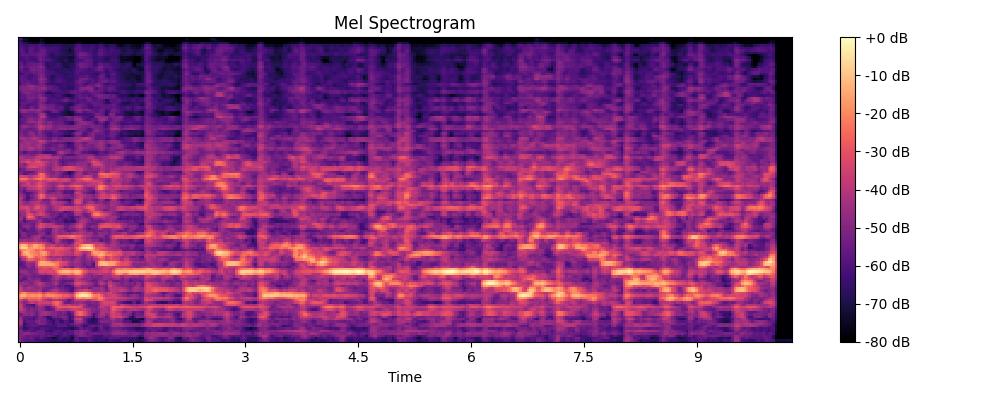 Mel Spectrogram
+0 dB
-10 dB
-20 dB
-30 dB
-40 dB
-50 dB
-60 dB
-70 dB
-80 dB
0 1.5 3 4.5 6 7.5 9
Time